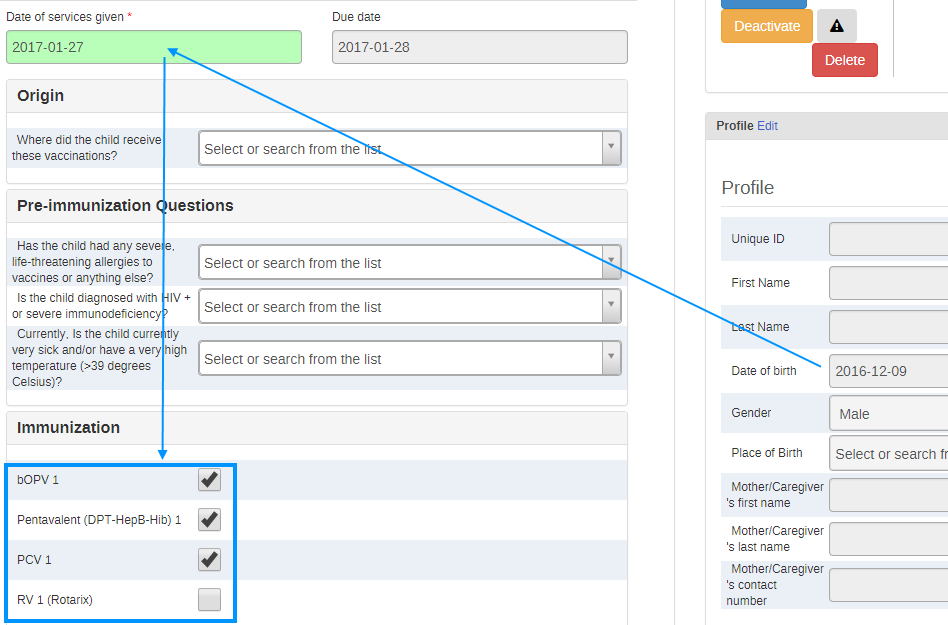 Date of services given *
Due date
2017-01-27
2017-01-28
Origin
Where did the child receive
these vaccinations?
Select or search from the list
Pre-immunization Questions
Has the child had any severe,
life-threatening allergies to
vaccines or anything else?
Select or search from the list
Is the child diagnosed with HIV +
or severe immunodeficiency?
Select or search from the list
Currently, Is the child currently
very sick and/or have a very high
temperature (>39 degrees
Celsius)?
Select or search from the list
Immunization
bOPV 1
Pentavalent (DPT-HepB-Hib) 1
PCV 1
RV 1 (Rotarix)
Deactivate
Delete
Profile Edit
Profile
Unique ID
First Name
Last Name
Date of birth
2016-12-09
Gender
Male
Place of Birth
Select or search fr
Mother/Caregiver
's first name
Mother/Caregiver
's last name
Mother/Caregiver
's contact
number